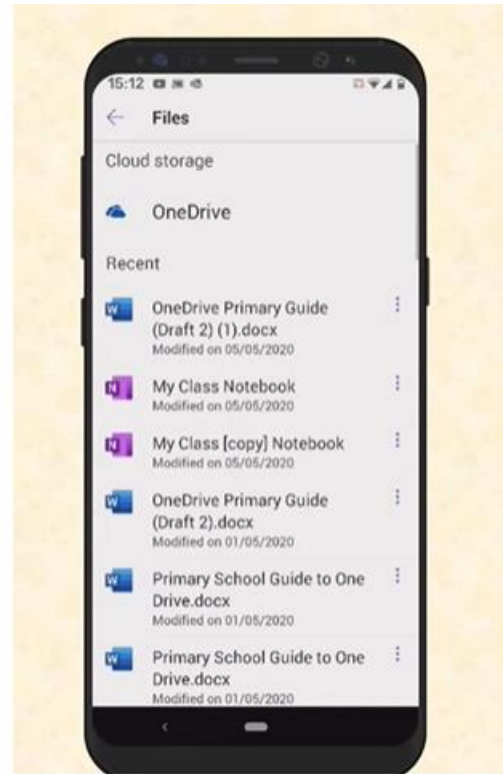 15:12
Files
Cloud storage
OneDrive
Recent
OneDrive Primary Guide
(Draft 2) (1).docx
Modified on 05/05/2020
My Class Notebook
Modified on 05/05/2020
My Class [copy] Notebook
Modified on 05/05/2020
OneDrive Primary Guide
(Draft 2).docx
Modified on 01/05/2020
Primary School Guide to One
Drive.docx
Modified on 01/05/2020
Primary School Guide to One
Drive.docx
Modified on 01/05/2020